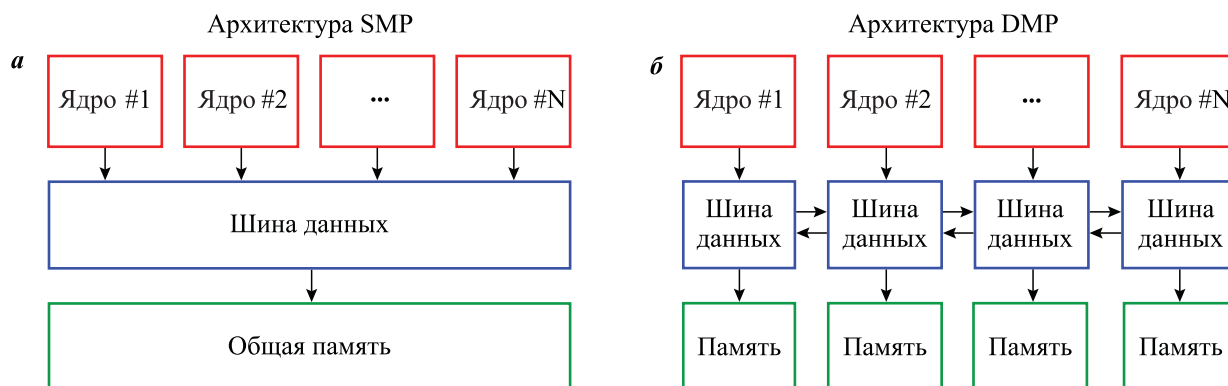 Архитектура SMP
а
Ядро #1
Ядро #2
...
Ядро #N
Шина данных
Общая память
Архитектура DMP
б
Ядро #1
Ядро #2
...
Ядро #N
Шина
данных
Шина
данных
Шина
данных
Шина
данных
Память
Память
Память
Память